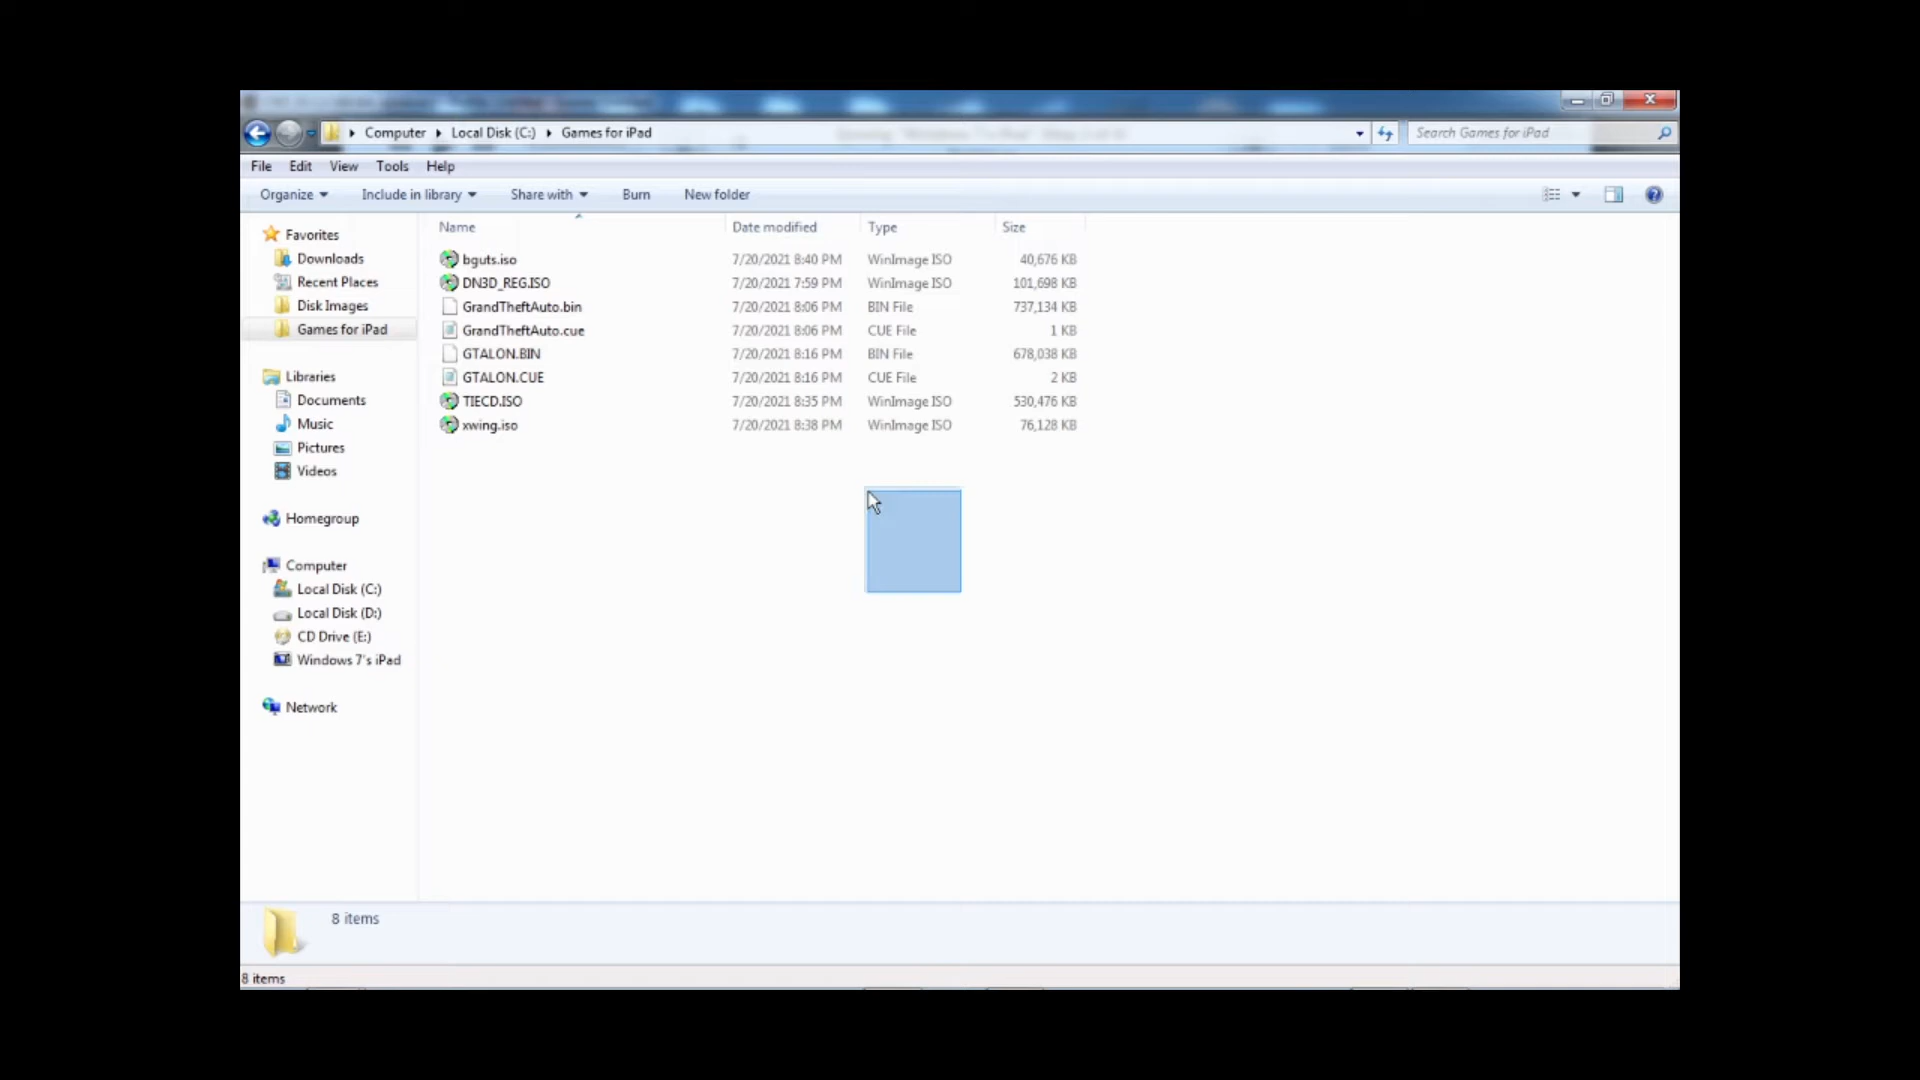 Computer Local Disk (C:) Games for iPad
Search Games for iPad
File Edit View Tools Help
Organize Include in library Share with Burn New folder
Name Date modified Type Size
bguts.iso 7/20/2021 8:40 PM WinImage ISO 40,676 KB
DN3D_REG.ISO 7/20/2021 7:59 PM WinImage ISO 101,698 KB
GrandTheftAuto.bin 7/20/2021 8:06 PM BIN File 737,134 KB
GrandTheftAuto.cue 7/20/2021 8:06 PM CUE File 1 KB
GTALON.BIN 7/20/2021 8:16 PM BIN File 678,038 KB
GTALON.CUE 7/20/2021 8:16 PM CUE File 2 KB
TIECD.ISO 7/20/2021 8:35 PM WinImage ISO 530,476 KB
xwing.iso 7/20/2021 8:38 PM WinImage ISO 76,128 KB
Favorites
Downloads
Recent Places
Disk Images
Games for iPad
Libraries
Documents
Music
Pictures
Videos
Homegroup
Computer
Local Disk (C:)
Local Disk (D:)
CD Drive (E:)
Windows 7's iPad
Network
8 items
8 items